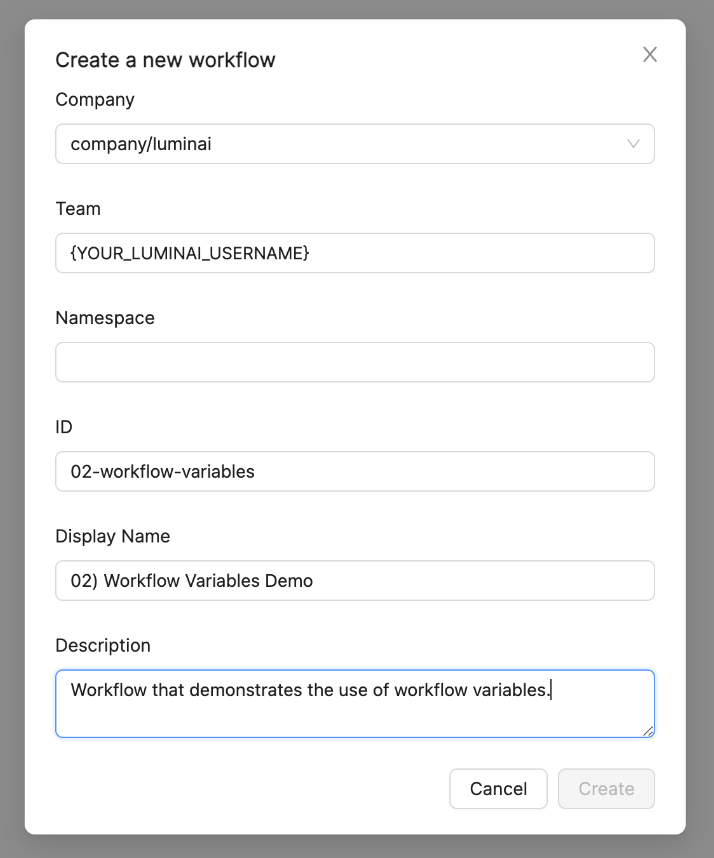 Create a new workflow
Company
company/luminai
Team
{YOUR_LUMINAI_USERNAME}
Namespace
ID
02-workflow-variables
Display Name
02) Workflow Variables Demo
Description
Workflow that demonstrates the use of workflow variables.
Cancel
Create